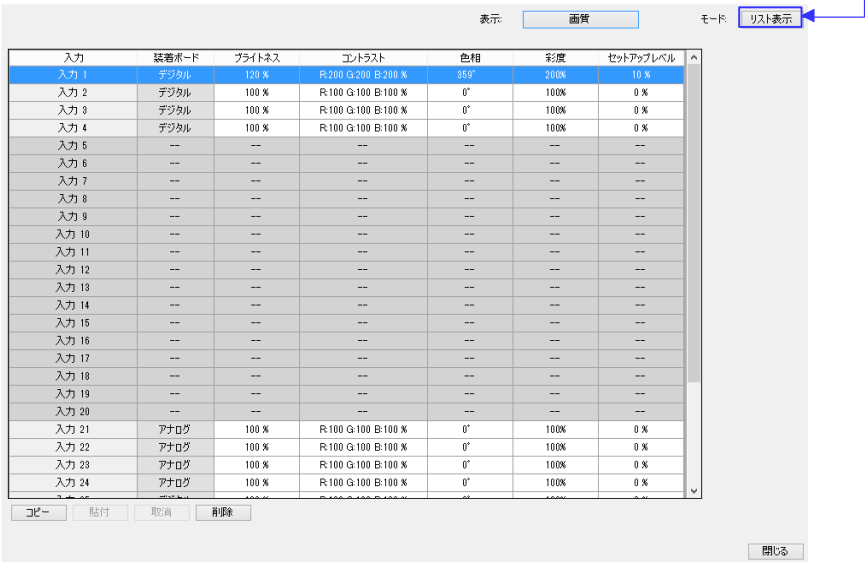 表示: 画質 モード: リスト表示
入力 装着ボード ブライトネス コントラスト 色相 彩度 セットアップレベル
入力 1 デジタル 120 % R:200 G:200 B:200 % 359° 200% 10 %
入力 2 デジタル 100 % R:100 G:100 B:100 % 0° 100% 0 %
入力 3 デジタル 100 % R:100 G:100 B:100 % 0° 100% 0 %
入力 4 デジタル 100 % R:100 G:100 B:100 % 0° 100% 0 %
入力 5 -- -- -- -- -- --
入力 6 -- -- -- -- -- --
入力 7 -- -- -- -- -- --
入力 8 -- -- -- -- -- --
入力 9 -- -- -- -- -- --
入力 10 -- -- -- -- -- --
入力 11 -- -- -- -- -- --
入力 12 -- -- -- -- -- --
入力 13 -- -- -- -- -- --
入力 14 -- -- -- -- -- --
入力 15 -- -- -- -- -- --
入力 16 -- -- -- -- -- --
入力 17 -- -- -- -- -- --
入力 18 -- -- -- -- -- --
入力 19 -- -- -- -- -- --
入力 20 -- -- -- -- -- --
入力 21 アナログ 100 % R:100 G:100 B:100 % 0° 100% 0 %
入力 22 アナログ 100 % R:100 G:100 B:100 % 0° 100% 0 %
入力 23 アナログ 100 % R:100 G:100 B:100 % 0° 100% 0 %
入力 24 アナログ 100 % R:100 G:100 B:100 % 0° 100% 0 %
コピー 貼付 取消 削除
閉じる